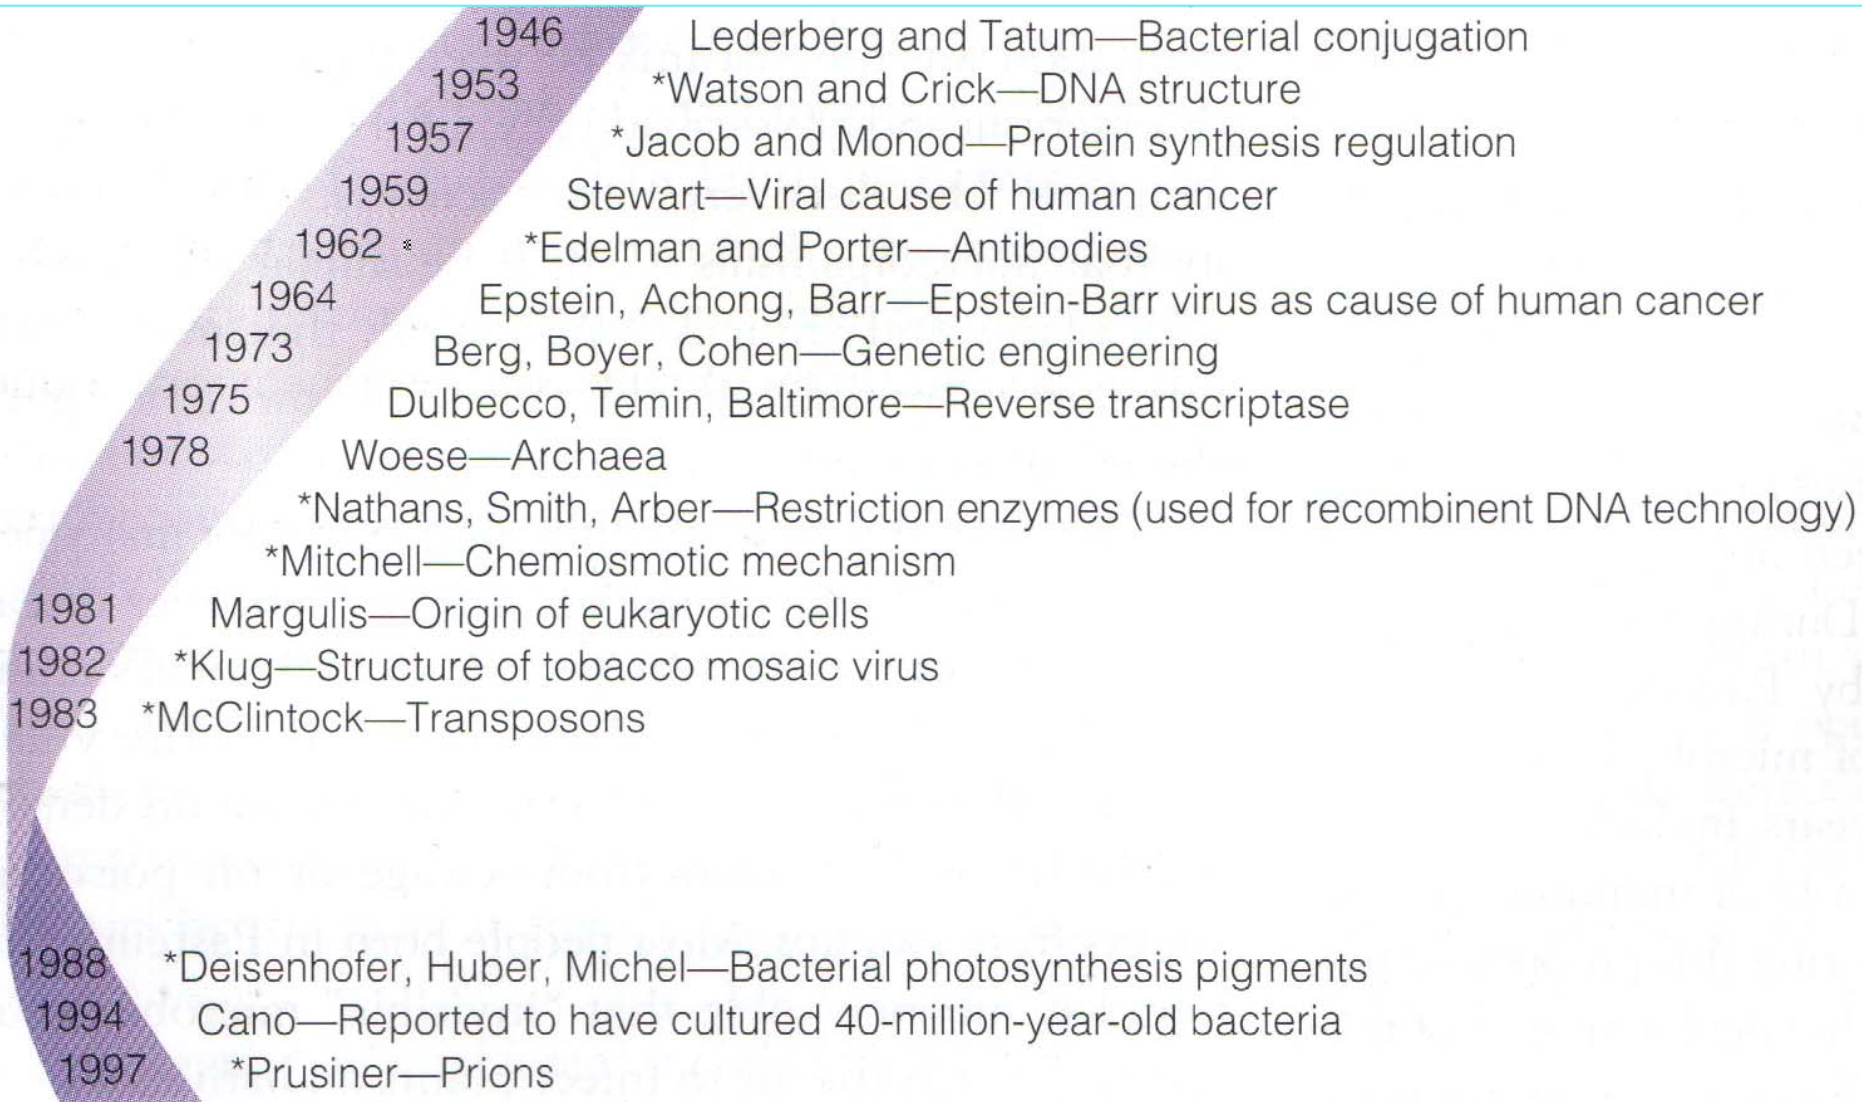 1946 Lederberg and Tatum—Bacterial conjugation
1953 *Watson and Crick—DNA structure
1957 *Jacob and Monod—Protein synthesis regulation
1959 Stewart—Viral cause of human cancer
1962 *Edelman and Porter—Antibodies
1964 Epstein, Achong, Barr—Epstein-Barr virus as cause of human cancer
1973 Berg, Boyer, Cohen—Genetic engineering
1975 Dulbecco, Temin, Baltimore—Reverse transcriptase
1978 Woese—Archaea
*Nathans, Smith, Arber—Restriction enzymes (used for recombinent DNA technology)
*Mitchell—Chemiosmotic mechanism
1981 Margulis—Origin of eukaryotic cells
1982 *Klug—Structure of tobacco mosaic virus
1983 *McClintock—Transposons
1988 *Deisenhofer, Huber, Michel—Bacterial photosynthesis pigments
1994 Cano—Reported to have cultured 40-million-year-old bacteria
1997 *Prusiner—Prions